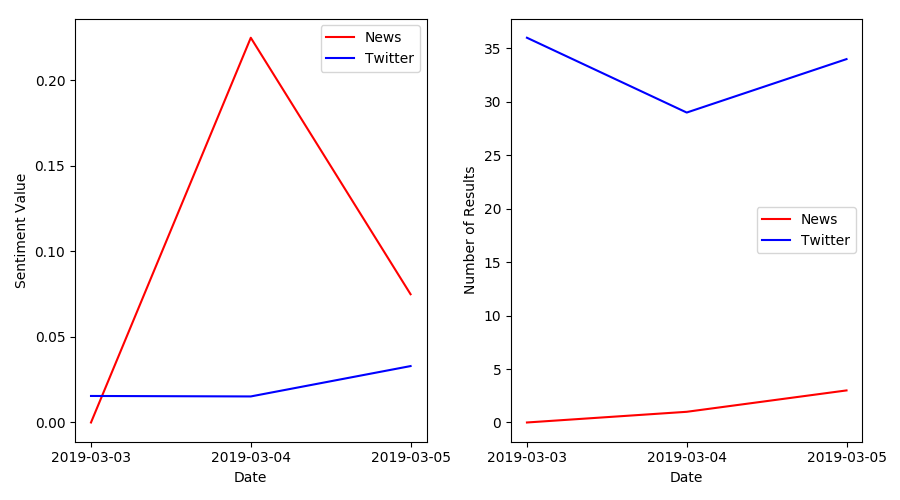 News
Twitter
0.20
0.15
0.10
0.05
0.00
Sentiment Value
2019-03-03
2019-03-04
2019-03-05
Date
35
30
25
20
15
10
5
0
Number of Results
News
Twitter
2019-03-03
2019-03-04
2019-03-05
Date